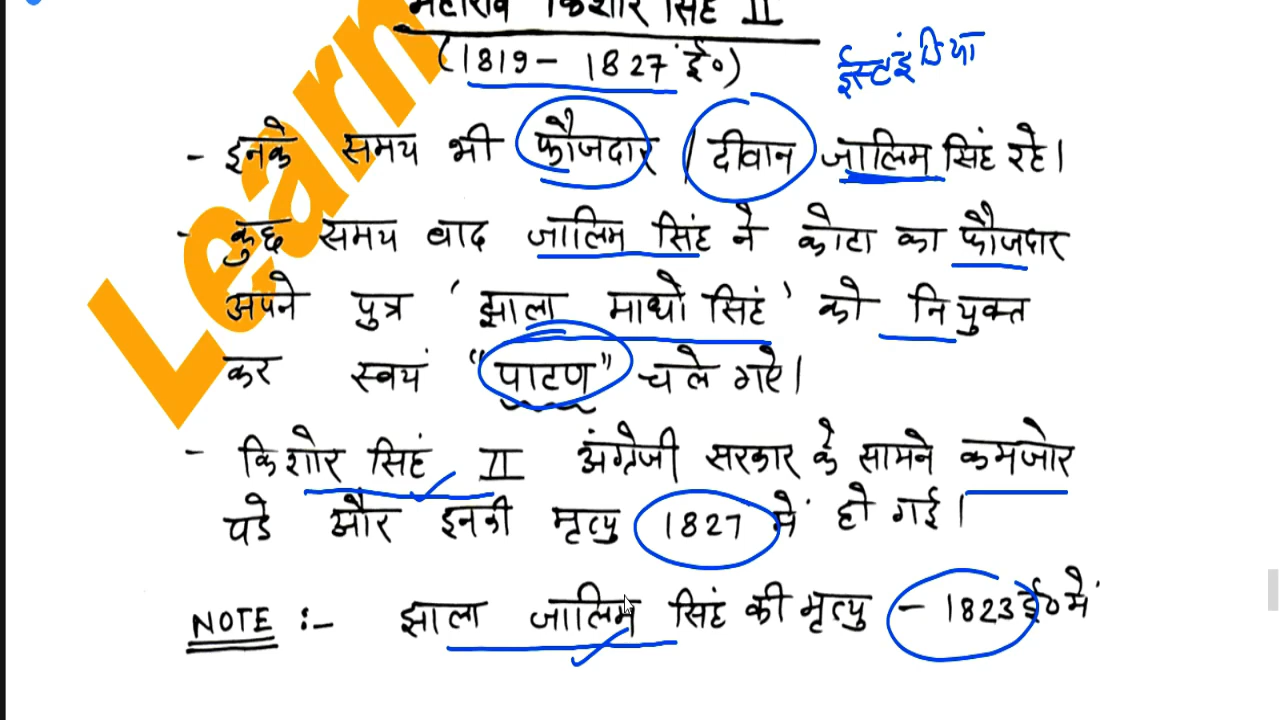 महाराव किशोर सिंह II
(1819 - 1827 ई०)
ईस्ट इंडिया
- इनके समय भी फौजदार / दीवान जालिम सिंह रहे।
- कुछ समय बाद जालिम सिंह ने कोटा का फौजदार
अपने पुत्र 'झाला माधो सिंह' को नियुक्त
कर स्वयं "पाटण" चले गए।
- किशोर सिंह II अंग्रेजी सरकार के सामने कमजोर
पडे और इनकी मृत्यु 1827 में हो गई।
NOTE :- झाला जालिम सिंह की मृत्यु - 1823 ई० में
Learn